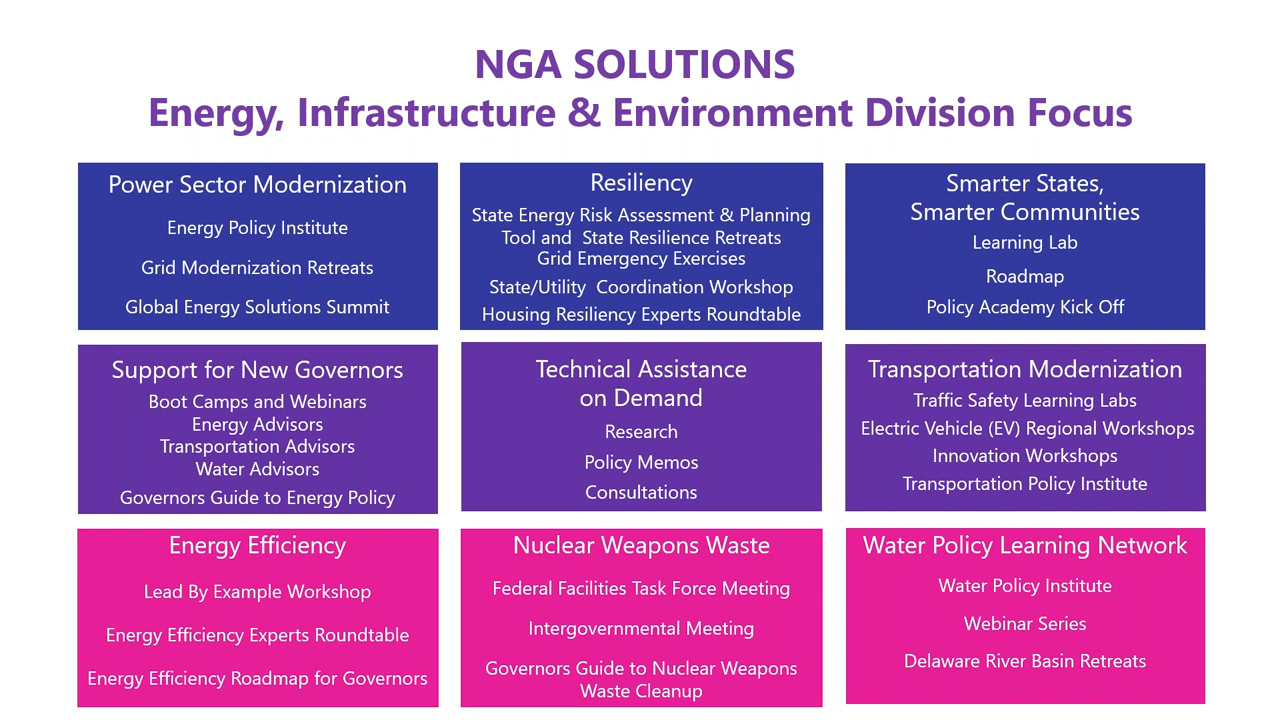 NGA SOLUTIONS
Energy, Infrastructure & Environment Division Focus
Power Sector Modernization
Energy Policy Institute
Grid Modernization Retreats
Global Energy Solutions Summit
Resiliency
State Energy Risk Assessment & Planning
Tool and State Resilience Retreats
Grid Emergency Exercises
State/Utility Coordination Workshop
Housing Resiliency Experts Roundtable
Smarter States,
Smarter Communities
Learning Lab
Roadmap
Policy Academy Kick Off
Support for New Governors
Boot Camps and Webinars
Energy Advisors
Transportation Advisors
Water Advisors
Governors Guide to Energy Policy
Technical Assistance
on Demand
Research
Policy Memos
Consultations
Transportation Modernization
Traffic Safety Learning Labs
Electric Vehicle (EV) Regional Workshops
Innovation Workshops
Transportation Policy Institute
Energy Efficiency
Lead By Example Workshop
Energy Efficiency Experts Roundtable
Energy Efficiency Roadmap for Governors
Nuclear Weapons Waste
Federal Facilities Task Force Meeting
Intergovernmental Meeting
Governors Guide to Nuclear Weapons
Waste Cleanup
Water Policy Learning Network
Water Policy Institute
Webinar Series
Delaware River Basin Retreats